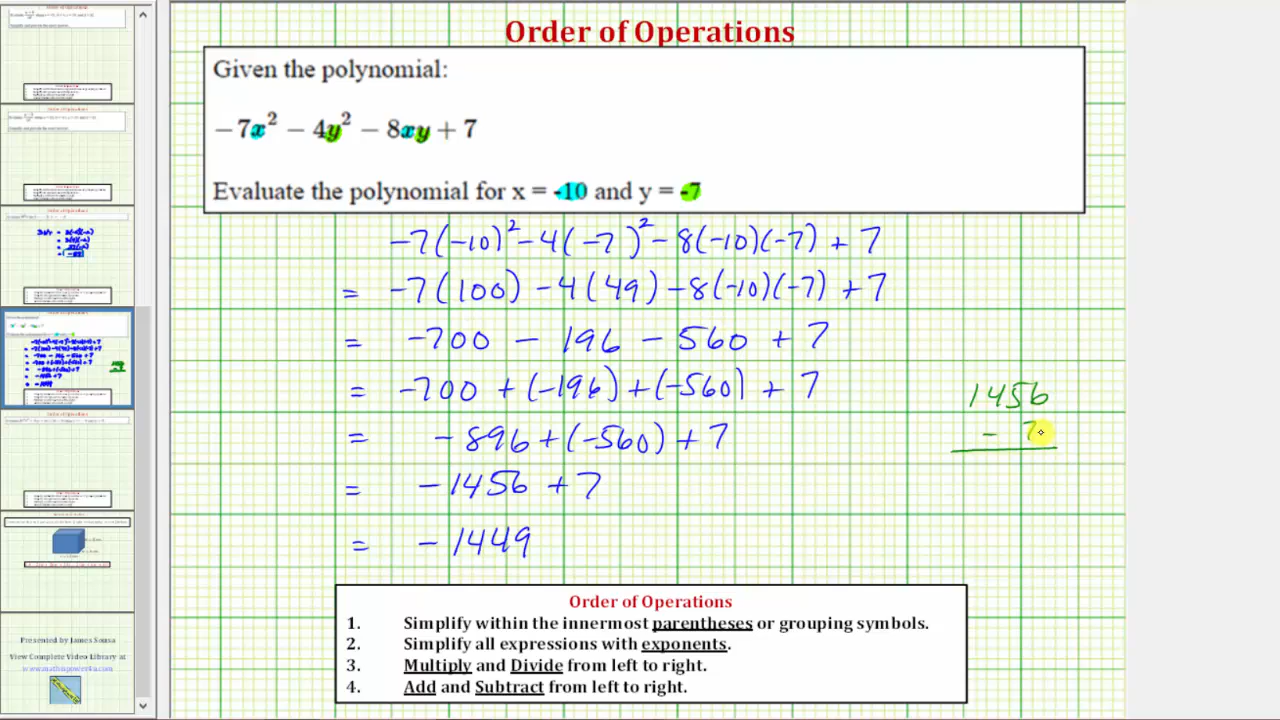 Order of Operations
Given the polynomial:
−7x² − 4y² − 8xy + 7
Evaluate the polynomial for x = -10 and y = -7
-7(-10)² - 4(-7)² - 8(-10)(-7) + 7
= -7(100) - 4(49) - 8(-10)(-7) + 7
= -700 - 196 - 560 + 7
= -700 + (-196) + (-560) + 7
= -896 + (-560) + 7
= -1456 + 7
= -1449
1456
- 7
Order of Operations
1. Simplify within the innermost parentheses or grouping symbols.
2. Simplify all expressions with exponents.
3. Multiply and Divide from left to right.
4. Add and Subtract from left to right.
Presented by James Sousa
View Complete Video Library at